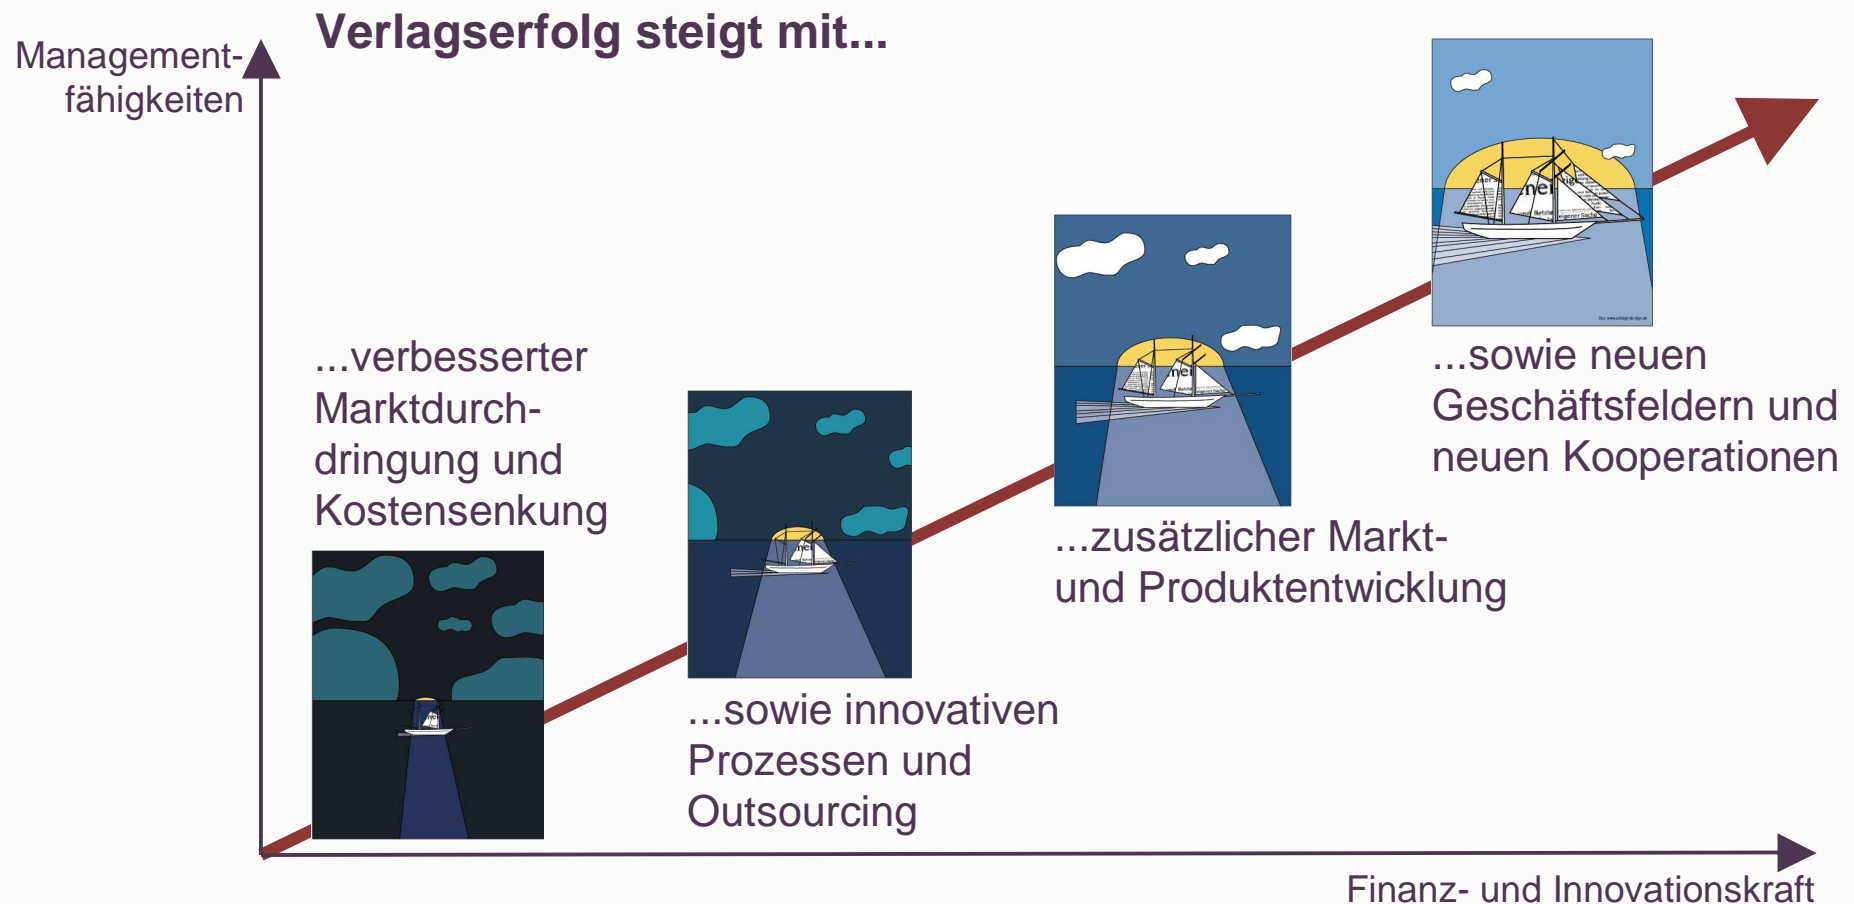 Verlagserfolg steigt mit...
Management-
fähigkeiten
...verbesserter
Marktdurch-
dringung und
Kostensenkung
...sowie innovativen
Prozessen und
Outsourcing
...zusätzlicher Markt-
und Produktentwicklung
...sowie neuen
Geschäftsfeldern und
neuen Kooperationen
Finanz- und Innovationskraft